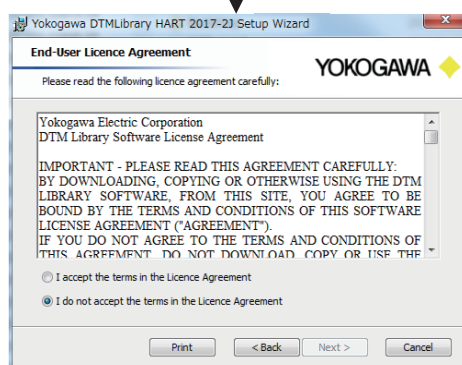 Yokogawa DTMLibrary HART 2017-2J Setup Wizard
End-User Licence Agreement
Please read the following licence agreement carefully:
YOKOGAWA
Yokogawa Electric Corporation
DTM Library Software License Agreement
IMPORTANT - PLEASE READ THIS AGREEMENT CAREFULLY:
BY DOWNLOADING, COPYING OR OTHERWISE USING THE DTM
LIBRARY SOFTWARE, FROM THIS SITE, YOU AGREE TO BE
BOUND BY THE TERMS AND CONDITIONS OF THIS SOFTWARE
LICENSE AGREEMENT ("AGREEMENT").
IF YOU DO NOT AGREE TO THE TERMS AND CONDITIONS OF
THIS AGREEMENT, DO NOT DOWNLOAD, COPY OR USE THE
I accept the terms in the Licence Agreement
I do not accept the terms in the Licence Agreement
Print
< Back
Next >
Cancel